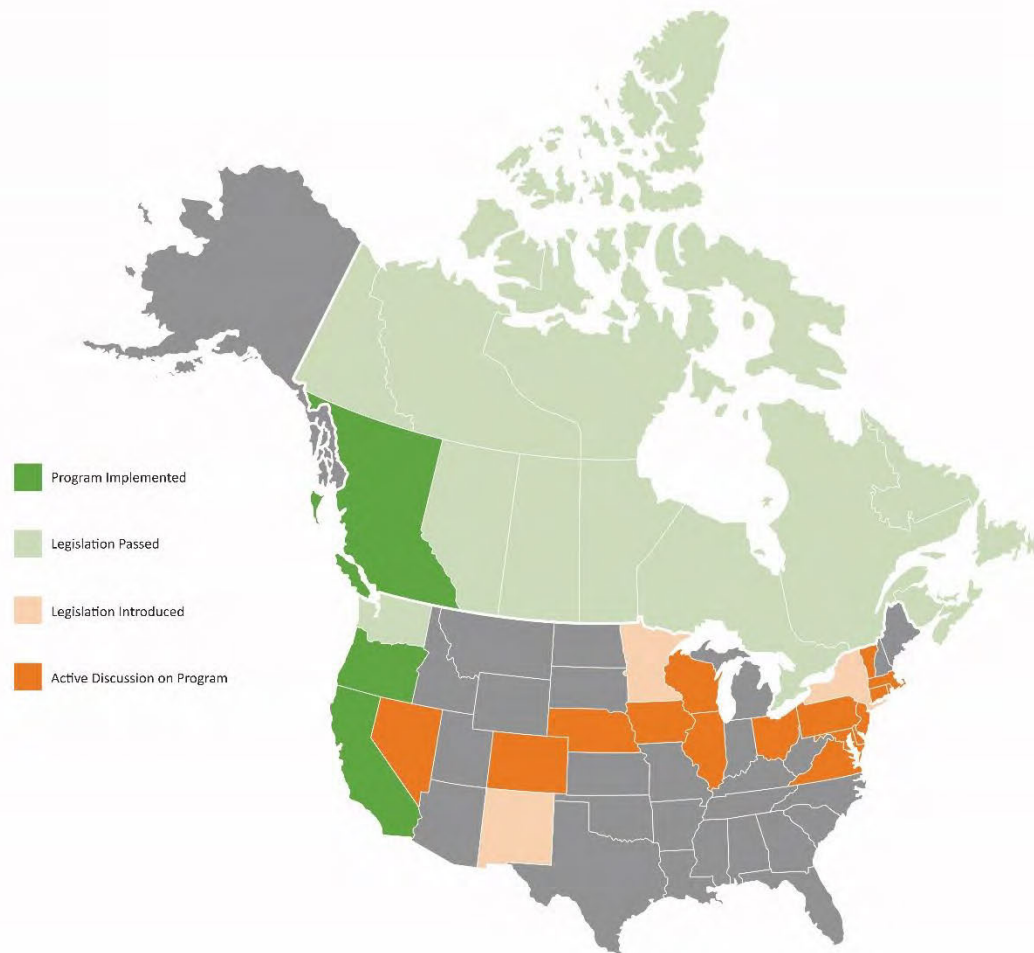 Program Implemented
Legislation Passed
Legislation Introduced
Active Discussion on Program